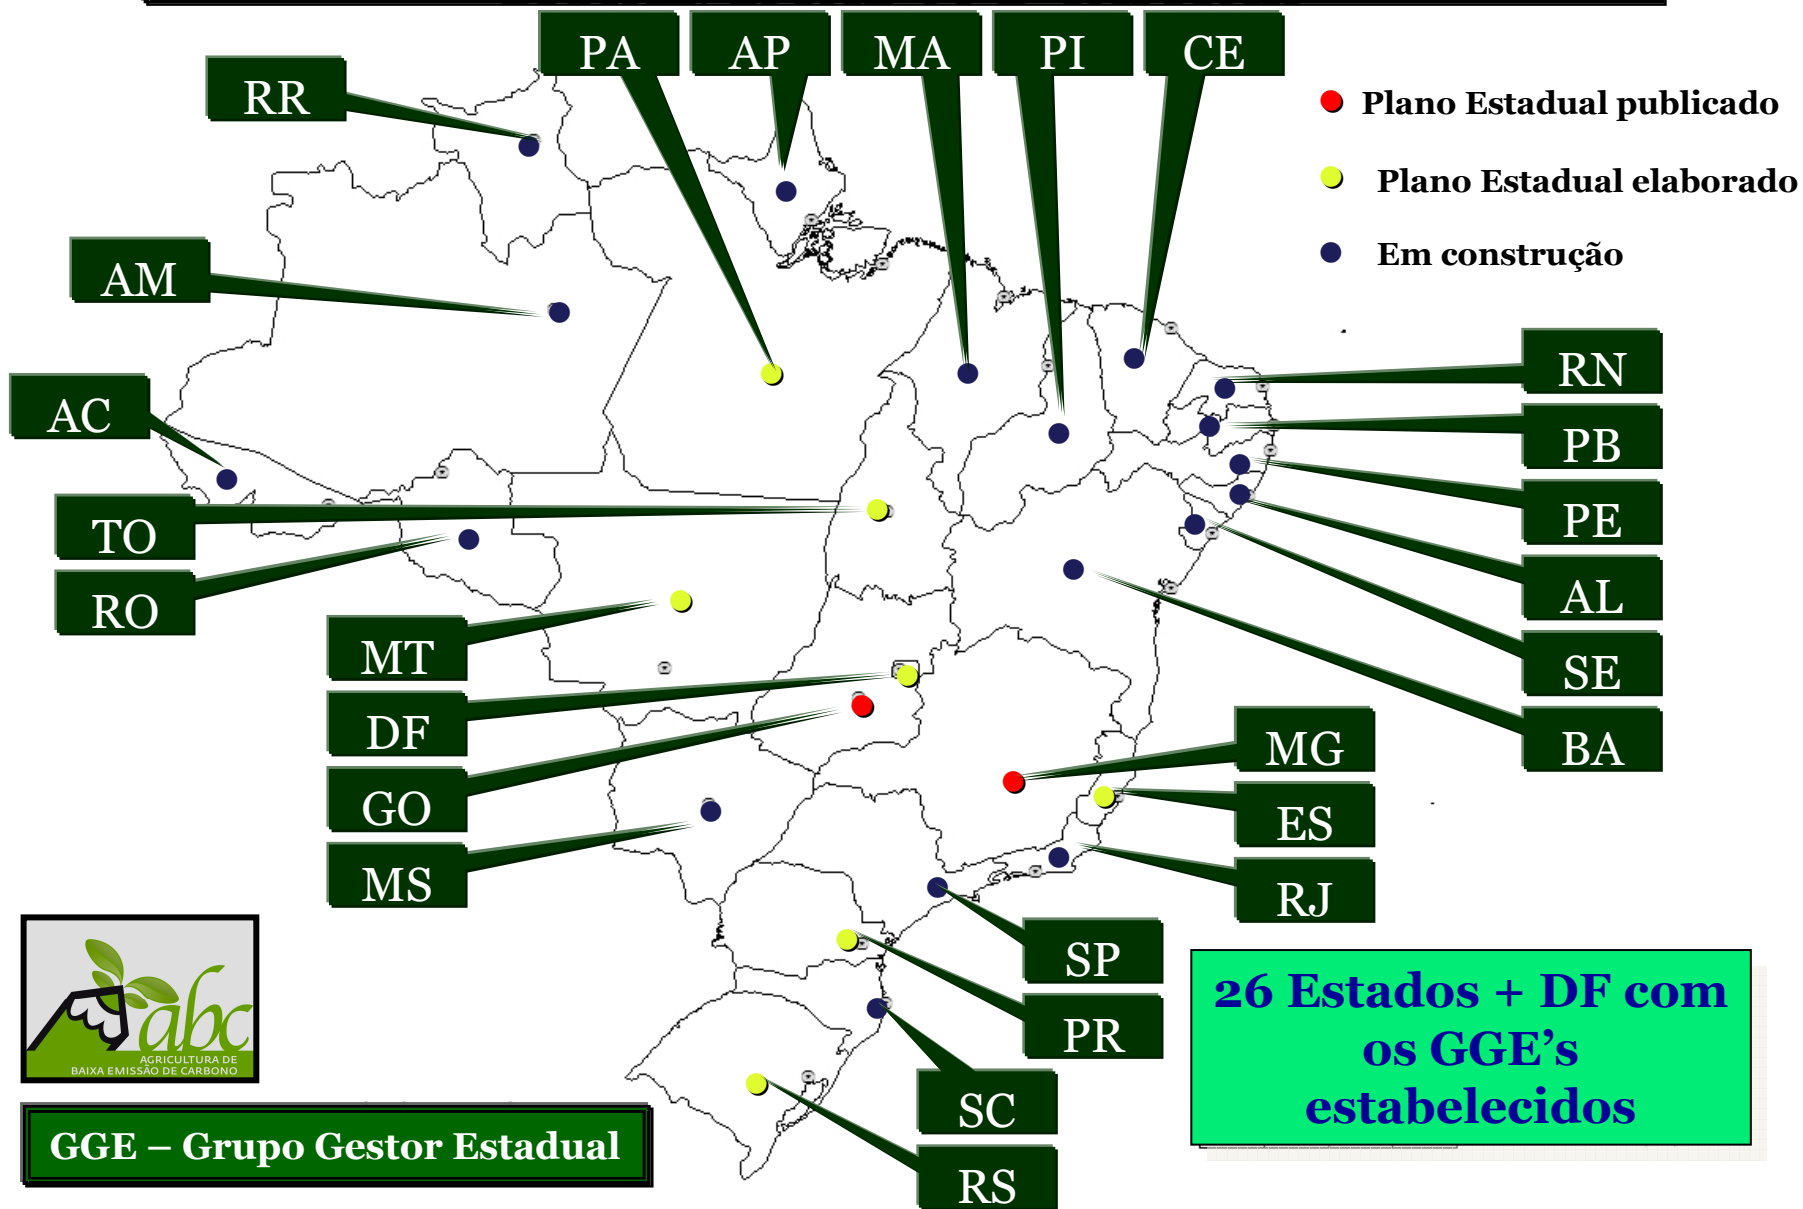 PA
AP
MA
PI
CE
RR
Plano Estadual publicado
Plano Estadual elaborado
Em construção
AM
RN
AC
PB
TO
PE
RO
AL
MT
SE
DF
BA
MG
GO
ES
MS
RJ
SP
PR
SC
RS
abc
AGRICULTURA DE
BAIXA EMISSÃO DE CARBONO
GGE – Grupo Gestor Estadual
26 Estados + DF com
os GGE’s
estabelecidos